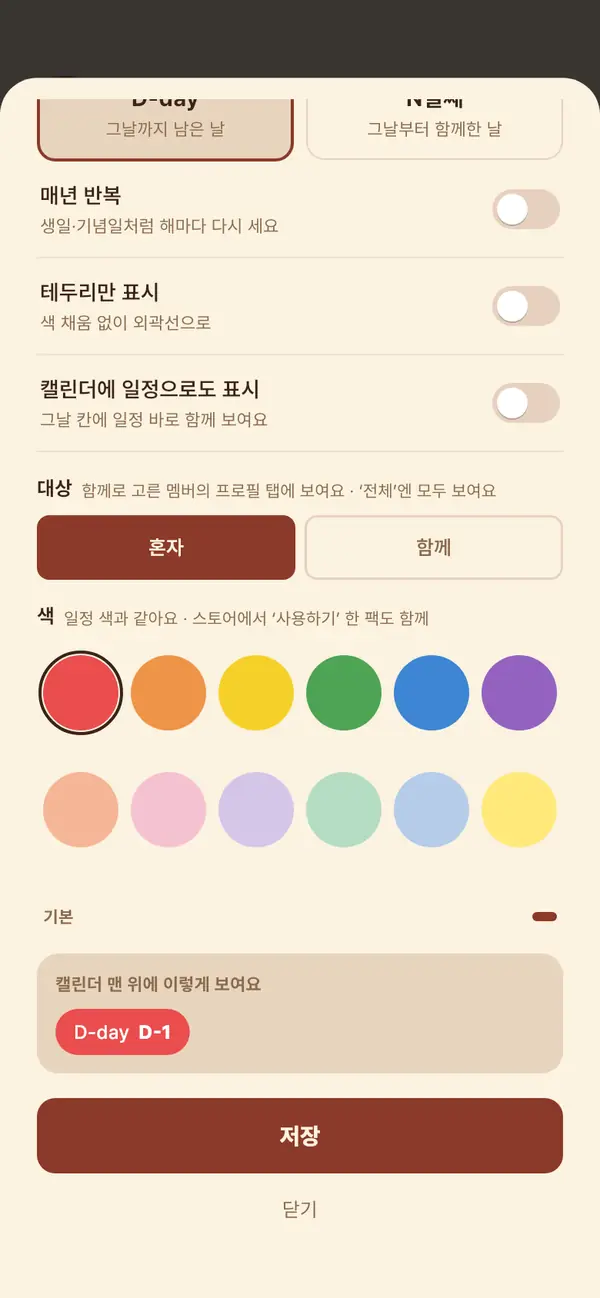 D-day
N일째
그날까지 남은 날
그날부터 함께한 날
매년 반복
생일·기념일처럼 해마다 다시 세요
테두리만 표시
색 채움 없이 외곽선으로
캘린더에 일정으로도 표시
그날 칸에 일정 바로 함께 보여요
대상 함께로 고른 멤버의 프로필 탭에 보여요 · ‘전체’엔 모두 보여요
혼자
함께
색 일정 색과 같아요 · 스토어에서 ‘사용하기’ 한 팩도 함께
기본
캘린더 맨 위에 이렇게 보여요
D-day D-1
저장
닫기